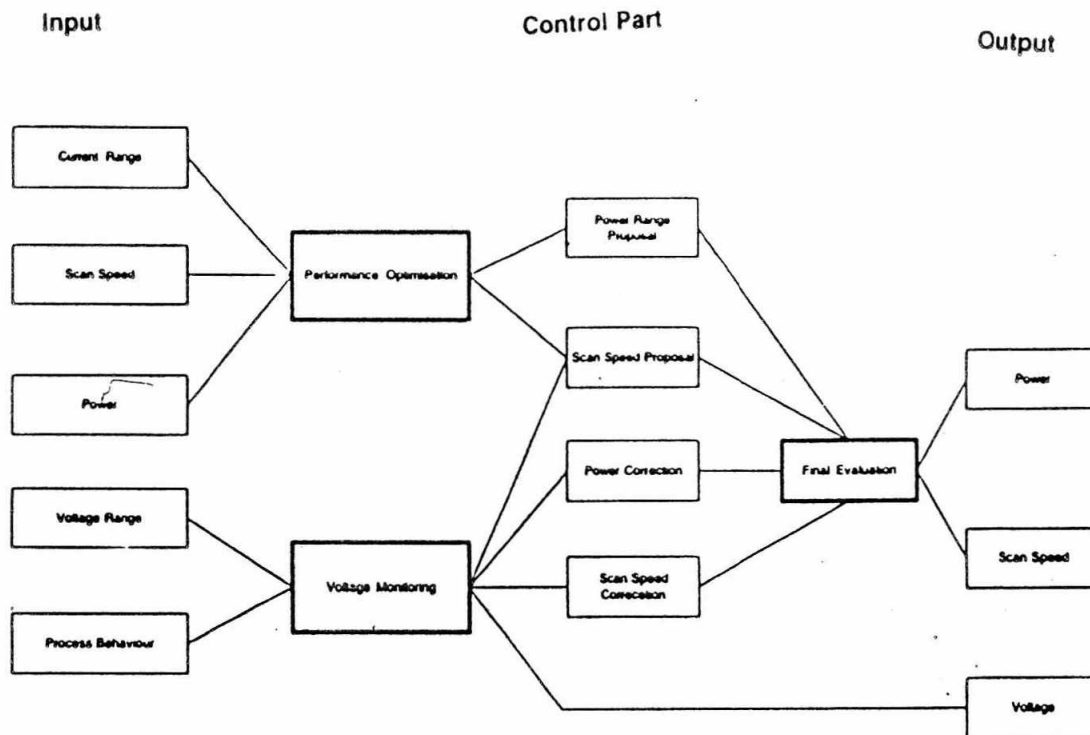 Input
Control Part
Output
Current Range
Scan Speed
Power
Voltage Range
Process Behaviour
Performance Optimisation
Voltage Monitoring
Power Range
Proposal
Scan Speed Proposal
Power Correction
Scan Speed
Correcetion
Final Evaluation
Power
Scan Speed
Voltage